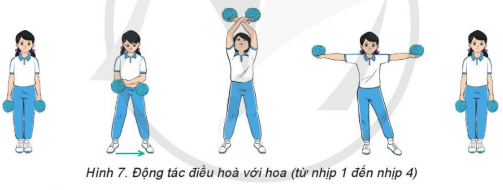 Hình 7. Động tác điều hoà với hoa (từ nhịp 1 đến nhịp 4)